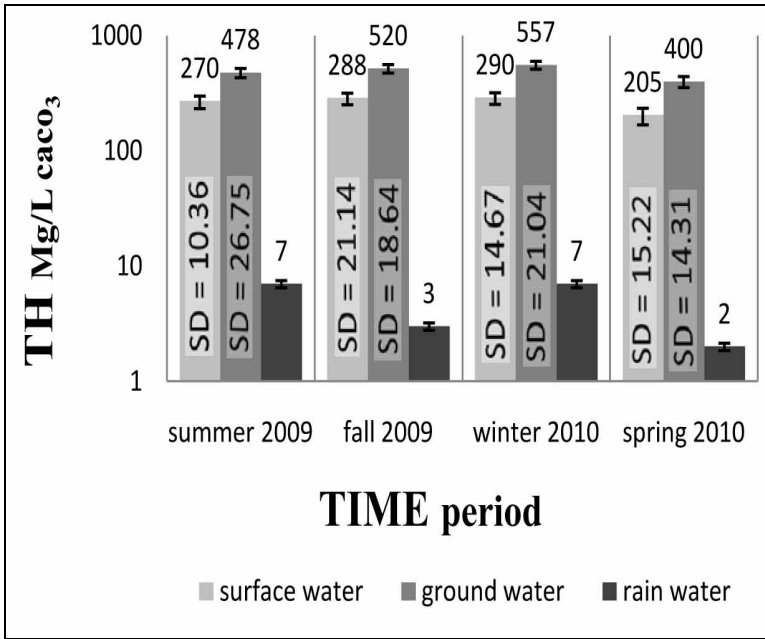 TH Mg/L caco₃
1000
100
10
1
270 478
SD = 10.36
SD = 26.75
7
288 520
SD = 21.14
SD = 18.64
3
290 557
SD = 14.67
SD = 21.04
7
205 400
SD = 15.22
SD = 14.31
2
summer 2009 fall 2009 winter 2010 spring 2010
TIME period
surface water ground water rain water